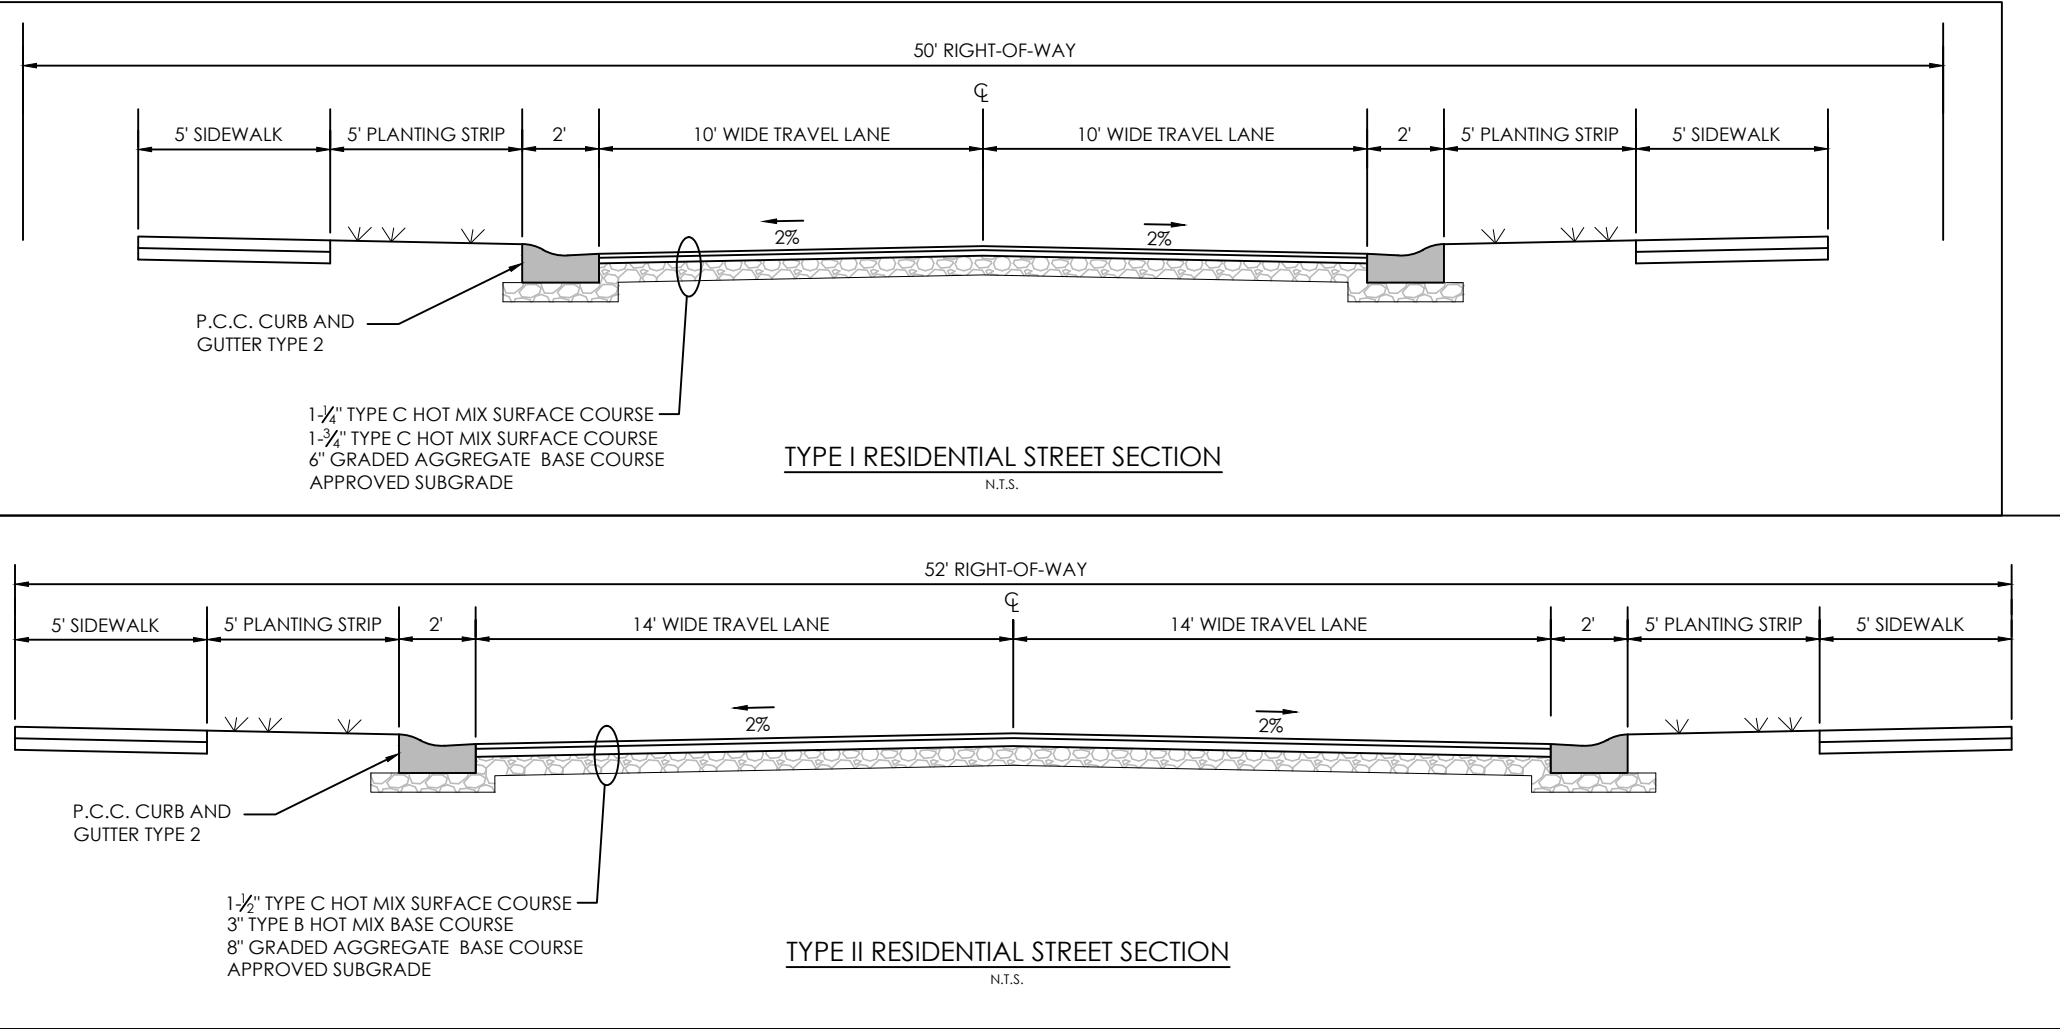 50' RIGHT-OF-WAY
℄
5' SIDEWALK 5' PLANTING STRIP 2' 10' WIDE TRAVEL LANE 10' WIDE TRAVEL LANE 2' 5' PLANTING STRIP 5' SIDEWALK
2% 2%
P.C.C. CURB AND
GUTTER TYPE 2
1-1/4" TYPE C HOT MIX SURFACE COURSE
1-3/4" TYPE C HOT MIX SURFACE COURSE
6" GRADED AGGREGATE BASE COURSE
APPROVED SUBGRADE
TYPE I RESIDENTIAL STREET SECTION
N.T.S.
52' RIGHT-OF-WAY
℄
5' SIDEWALK 5' PLANTING STRIP 2' 14' WIDE TRAVEL LANE 14' WIDE TRAVEL LANE 2' 5' PLANTING STRIP 5' SIDEWALK
2% 2%
P.C.C. CURB AND
GUTTER TYPE 2
1-1/2" TYPE C HOT MIX SURFACE COURSE
3" TYPE B HOT MIX BASE COURSE
8" GRADED AGGREGATE BASE COURSE
APPROVED SUBGRADE
TYPE II RESIDENTIAL STREET SECTION
N.T.S.